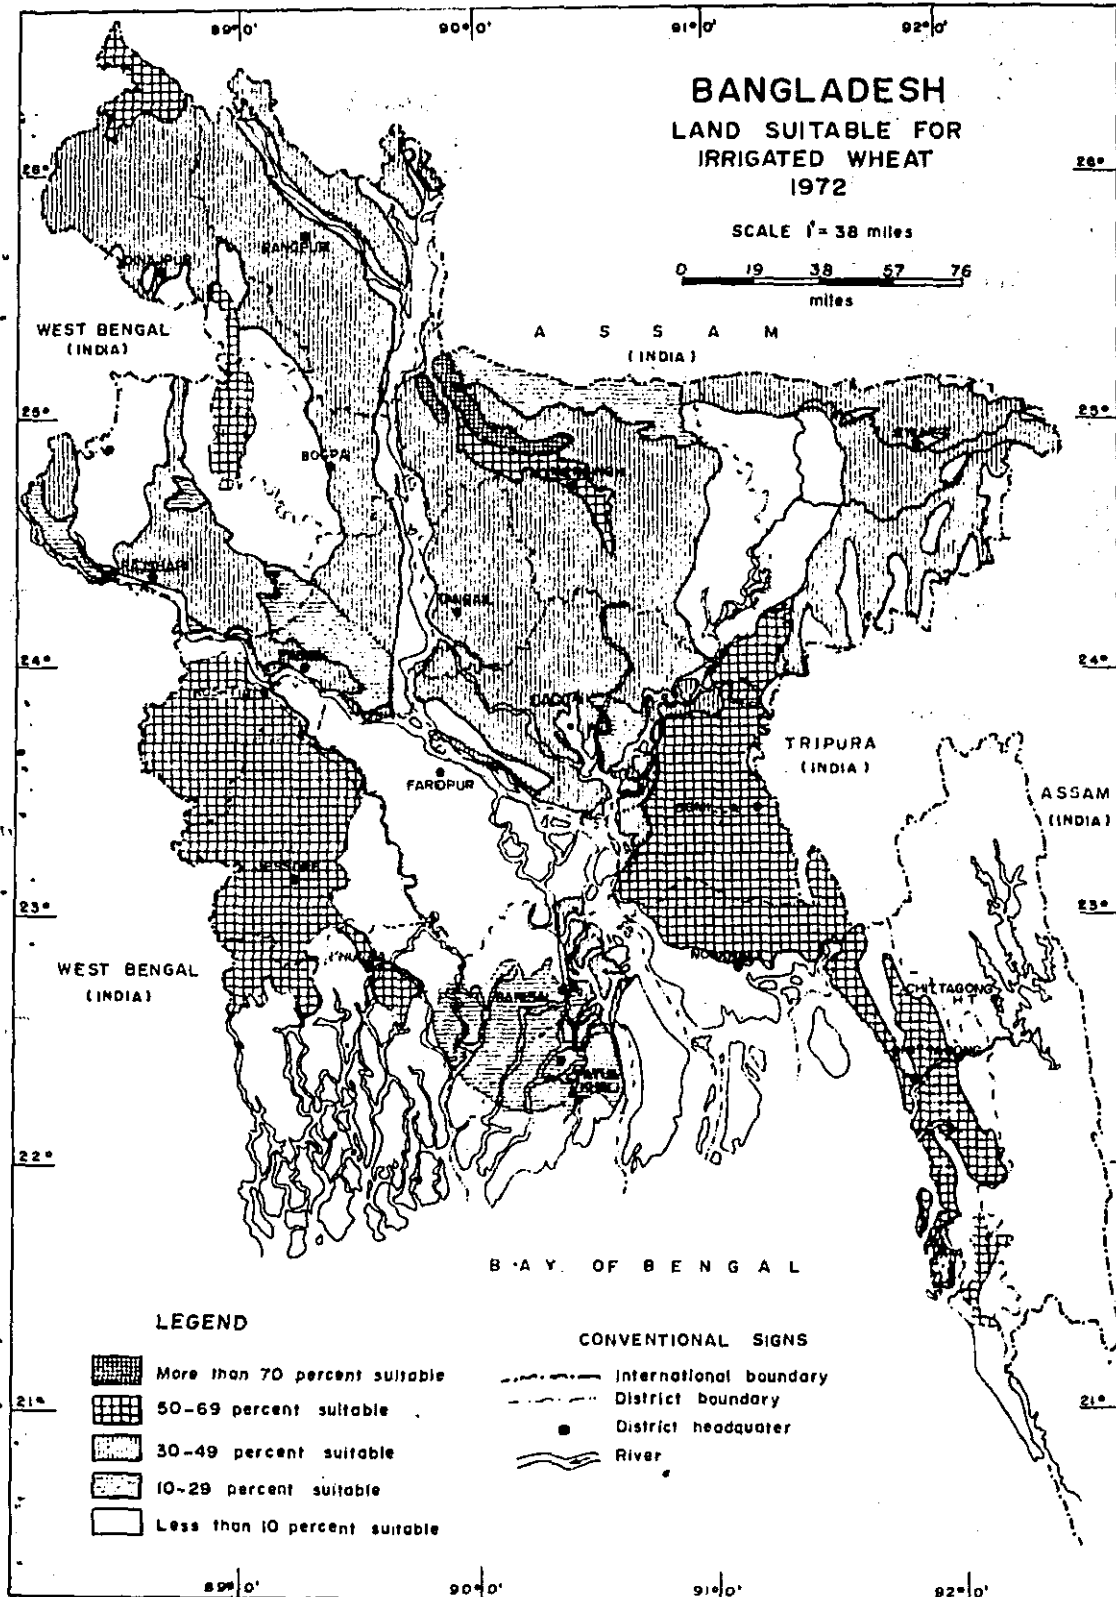 89°0'
90°0'
91°0'
92°0'
BANGLADESH
LAND SUITABLE FOR
IRRIGATED WHEAT
1972
SCALE 1" = 38 miles
0 19 38 57 76
miles
26°
26°
RANGPUR
DINAJPUR
WEST BENGAL
(INDIA)
A S S A M
(INDIA)
25°
25°
BOGRA
TANGAIL
24°
24°
DACCA
TRIPURA
(INDIA)
FARIDPUR
ASSAM
(INDIA)
JESSORE
23°
23°
WEST BENGAL
(INDIA)
CHITTAGONG
H.T
22°
22°
BAY OF BENGAL
LEGEND
More than 70 percent suitable
50-69 percent suitable
30-49 percent suitable
10-29 percent suitable
Less than 10 percent suitable
CONVENTIONAL SIGNS
International boundary
District boundary
District headquater
River
21°
21°
89°0'
90°0'
91°0'
92°0'